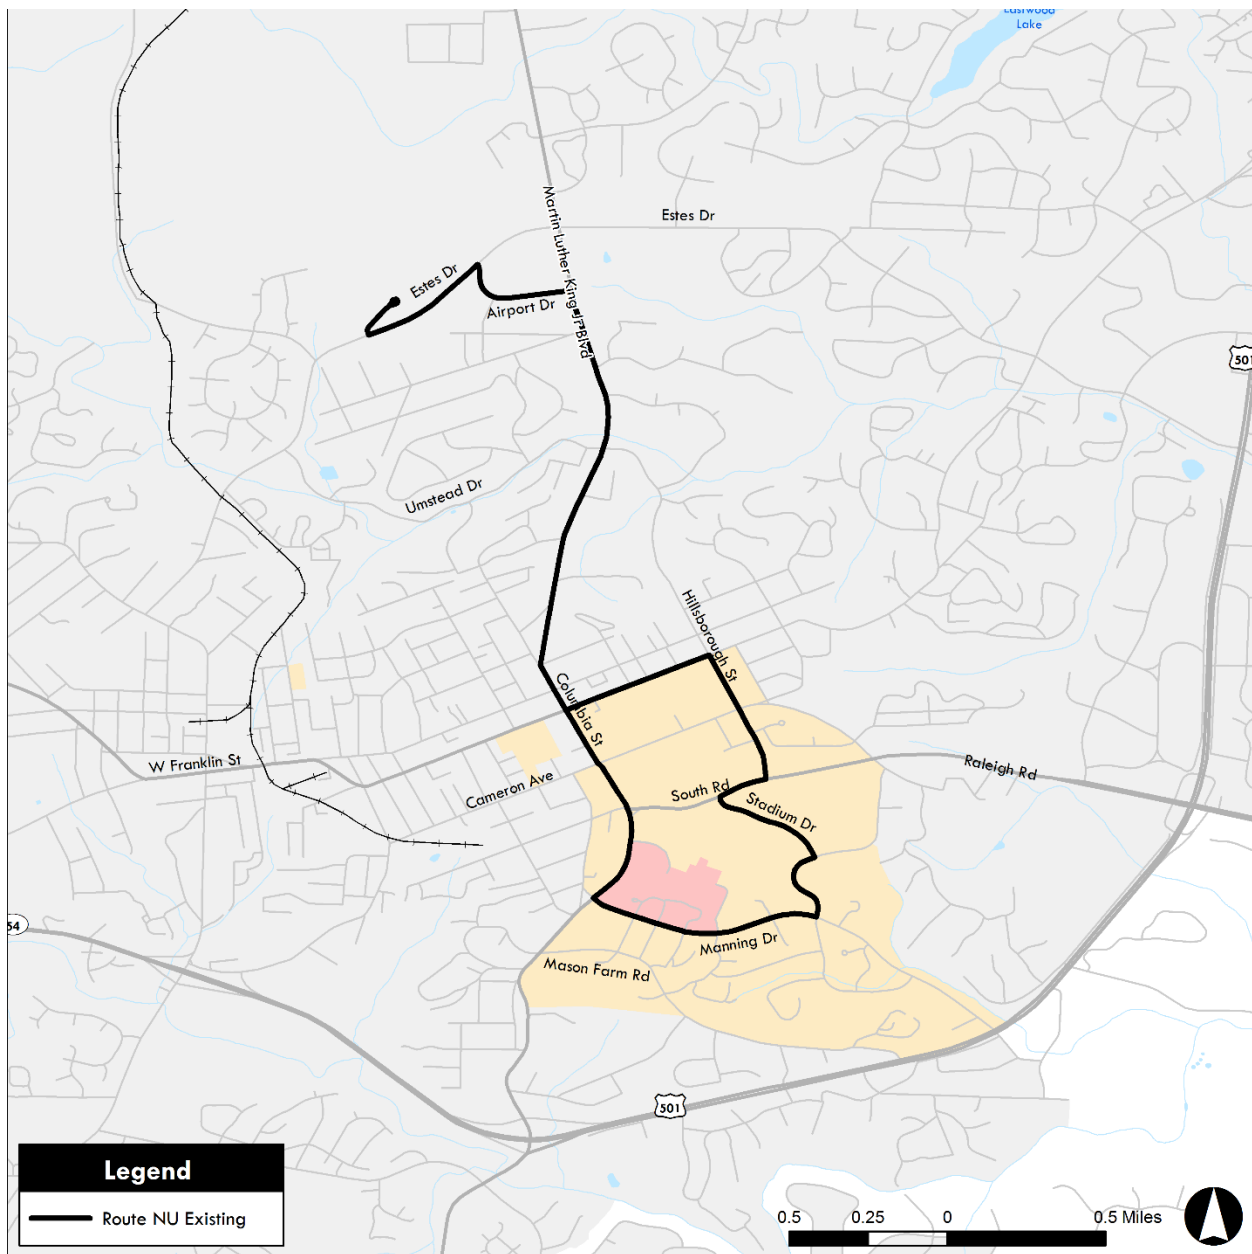 Eastwood
Lake
Martin Luther King Jr Blvd
Estes Dr
Estes Dr
Airport Dr
501
Umstead Dr
Hillsborough St
Columbia St
W Franklin St
Cameron Ave
South Rd
Raleigh Rd
Stadium Dr
54
Manning Dr
Mason Farm Rd
501
Legend
Route NU Existing
0.5 0.25 0 0.5 Miles